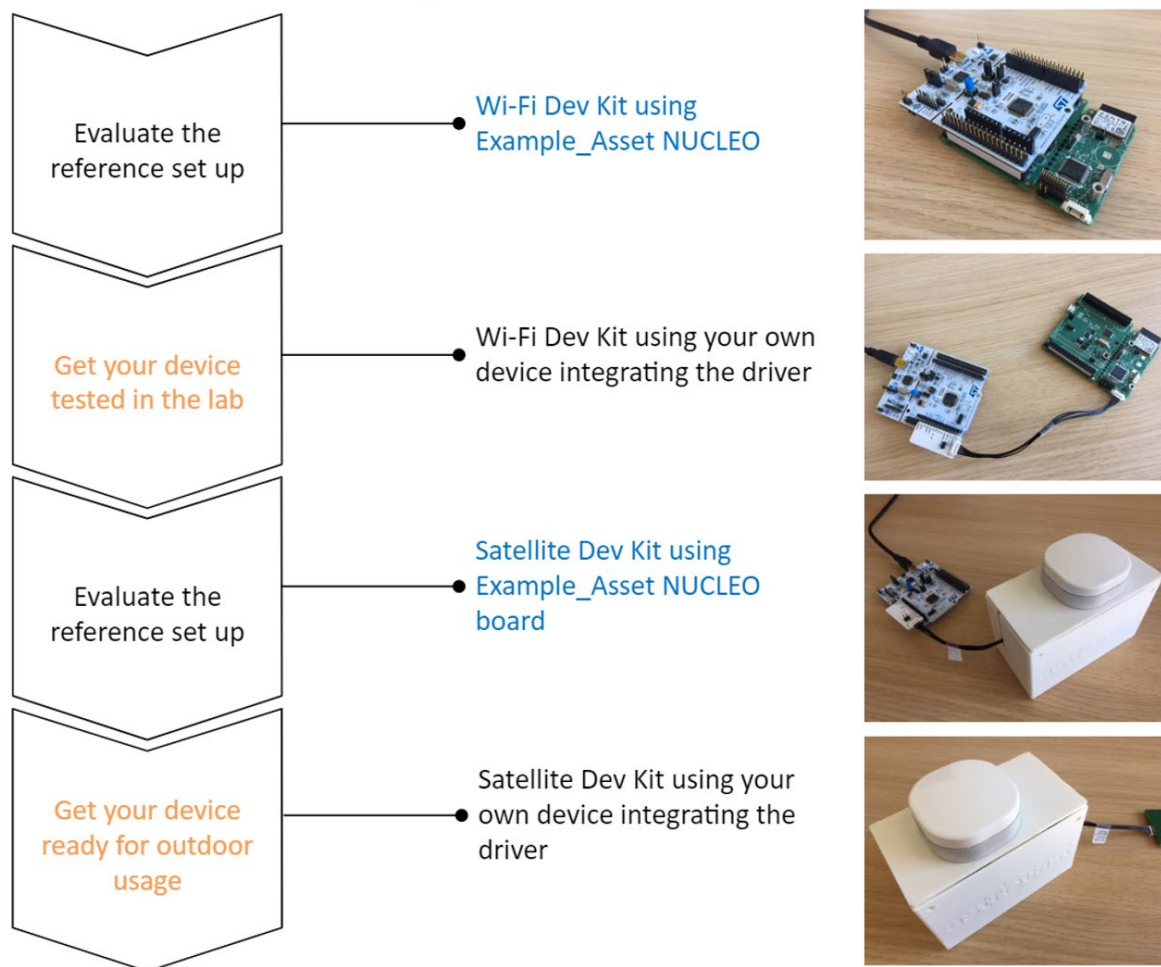 Evaluate the
reference set up
Wi-Fi Dev Kit using
Example_Asset NUCLEO
Get your device
tested in the lab
Wi-Fi Dev Kit using your own
device integrating the driver
Evaluate the
reference set up
Satellite Dev Kit using
Example_Asset NUCLEO
board
Get your device
ready for outdoor
usage
Satellite Dev Kit using your
own device integrating the
driver